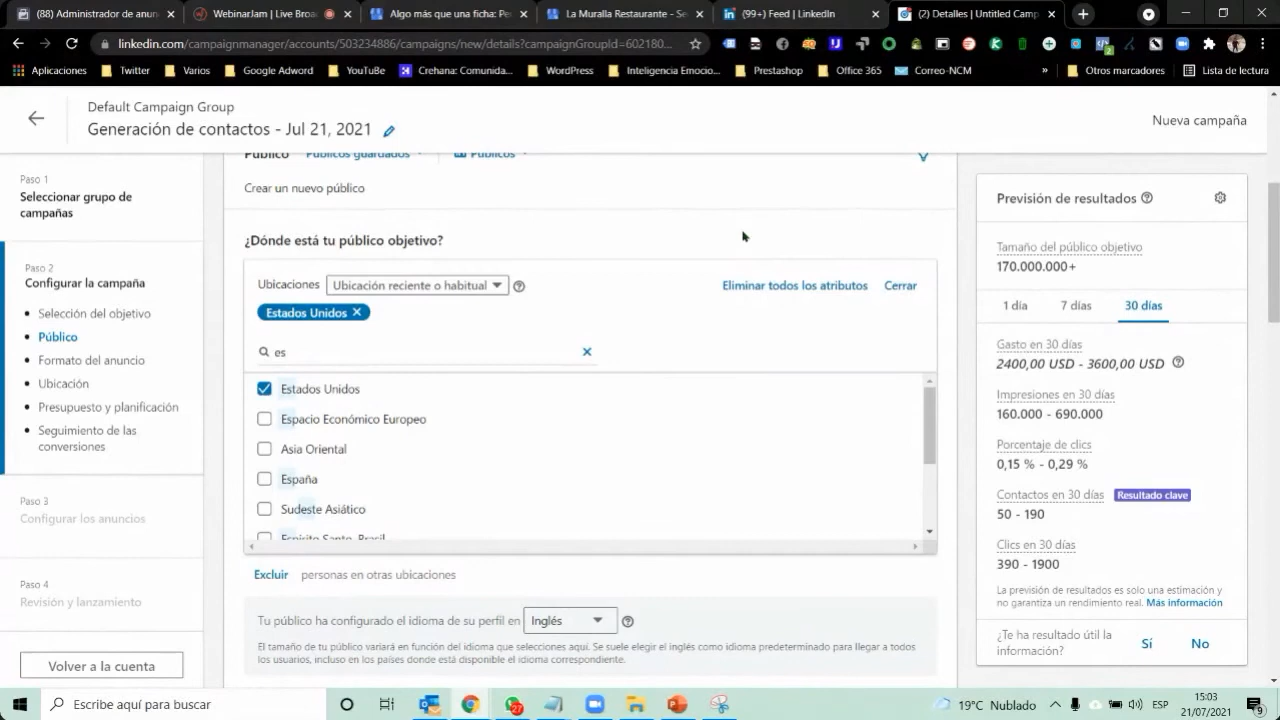 (88) Administrador de anun
WebinarJam | Live Broa
Algo más que una ficha: Pe
La Muralla Restaurante - Se
(99+) Feed | LinkedIn
(2) Detalles | Untitled Camp
linkedin.com/campaignmanager/accounts/503234886/campaigns/new/details?campaignGroupId=602180...
Aplicaciones
Twitter
Varios
Google Adword
YouTube
Crehana: Comunida...
WordPress
Inteligencia Emocio...
Prestashop
Office 365
Correo-NCM
»
Otros marcadores
Lista de lectura
Default Campaign Group
Generación de contactos - Jul 21, 2021
Nueva campaña
Paso 1
Seleccionar grupo de
campañas
Paso 2
Configurar la campaña
• Selección del objetivo
• Público
• Formato del anuncio
• Ubicación
• Presupuesto y planificación
• Seguimiento de las
conversiones
Paso 3
Configurar los anuncios
Paso 4
Revisión y lanzamiento
Volver a la cuenta
Público Públicos guardados Públicos
Crear un nuevo público
¿Dónde está tu público objetivo?
Ubicaciones Ubicación reciente o habitual
Eliminar todos los atributos Cerrar
Estados Unidos ×
es
Estados Unidos
Espacio Económico Europeo
Asia Oriental
España
Sudeste Asiático
Espírito Santo, Brasil
Excluir personas en otras ubicaciones
Tu público ha configurado el idioma de su perfil en Inglés
El tamaño de tu público variará en función del idioma que selecciones aquí. Se suele elegir el inglés como idioma predeterminado para llegar a todos
los usuarios, incluso en los países donde está disponible el idioma correspondiente.
Previsión de resultados
Tamaño del público objetivo
170.000.000+
1 día 7 días 30 días
Gasto en 30 días
2400,00 USD - 3600,00 USD
Impresiones en 30 días
160.000 - 690.000
Porcentaje de clics
0,15 % - 0,29 %
Contactos en 30 días Resultado clave
50 - 190
Clics en 30 días
390 - 1900
La previsión de resultados es solo una estimación y
no garantiza un rendimiento real. Más información
¿Te ha resultado útil la
información?
Sí No
Escribe aquí para buscar
27
19°C Nublado
ESP
15:03
21/07/2021